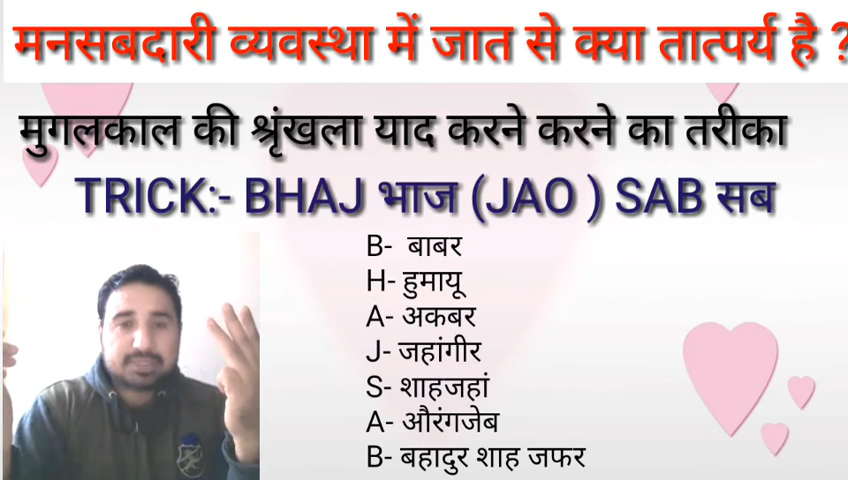 मनसबदारी व्यवस्था में जात से क्या तात्पर्य है ?
मुगलकाल की श्रृंखला याद करने करने का तरीका
TRICK:- BHAJ भाज (JAO ) SAB सब
B- बाबर
H- हुमायू
A- अकबर
J- जहांगीर
S- शाहजहां
A- औरंगजेब
B- बहादुर शाह जफर